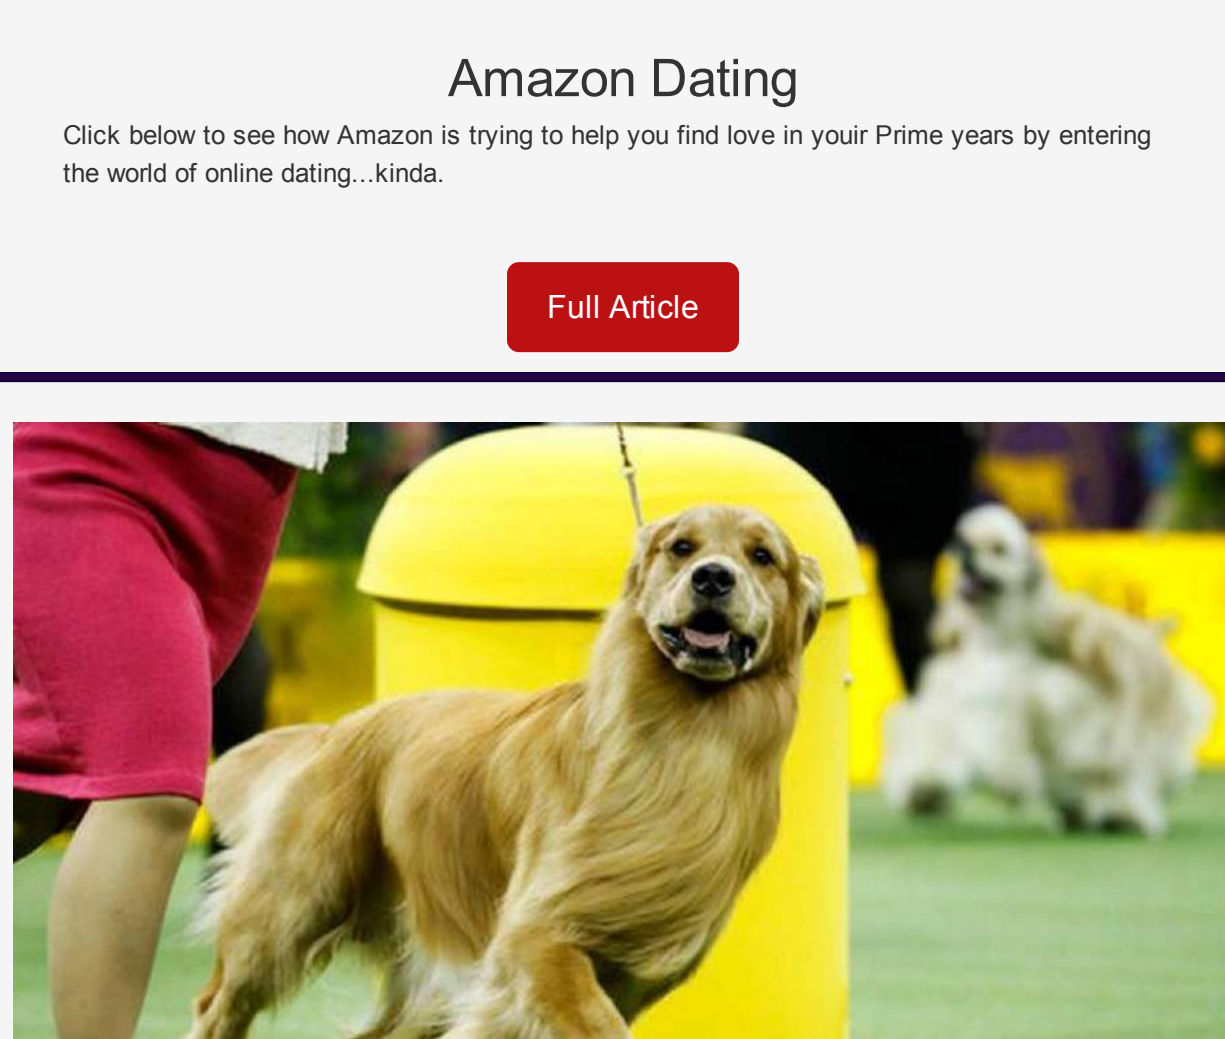 Amazon Dating
Click below to see how Amazon is trying to help you find love in youir Prime years by entering
the world of online dating...kinda.
Full Article